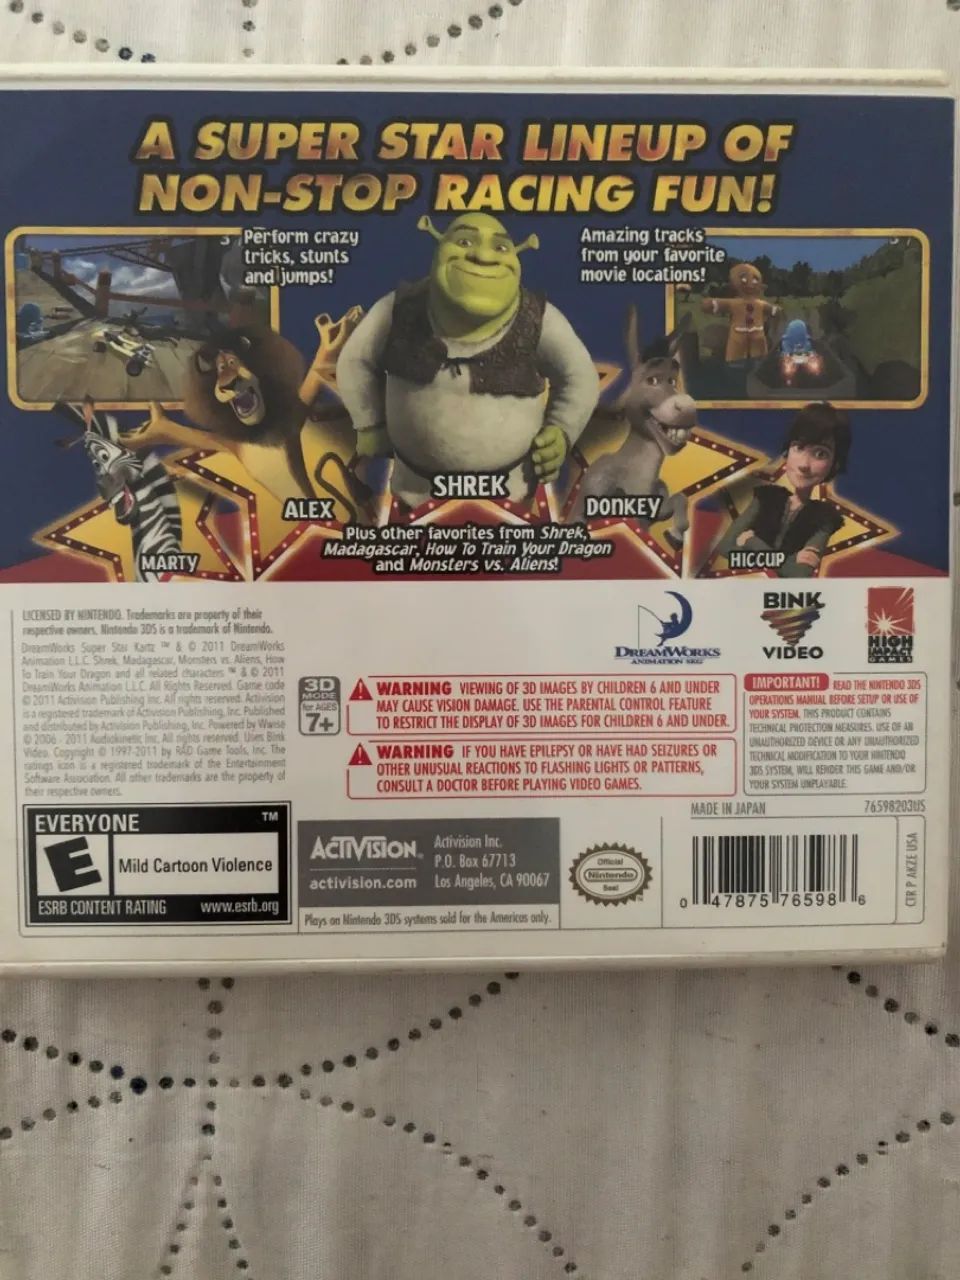 A SUPER STAR LINEUP OF
NON-STOP RACING FUN!
Perform crazy
tricks, stunts
and jumps!
Amazing tracks
from your favorite
movie locations!
SHREK
ALEX
DONKEY
MARTY
HICCUP
Plus other favorites from Shrek,
Madagascar, How To Train Your Dragon
and Monsters vs. Aliens!
LICENSED BY NINTENDO. Trademarks are property of their
respective owners. Nintendo 3DS is a trademark of Nintendo.
DreamWorks Super Star Kartz ™ & © 2011 DreamWorks
Animation L.L.C. Shrek, Madagascar, Monsters vs. Aliens, How
To Train Your Dragon and all related characters ™ & © 2011
DreamWorks Animation L.L.C. All Rights Reserved. Game code
© 2011 Activision Publishing Inc. All rights reserved. Activision
is a registered trademark of Activision Publishing, Inc. Published
and distributed by Activision Publishing, Inc. Powered by Wwise
© 2006 - 2011 Audiokinetic Inc. All rights reserved. Uses Bink
Video. Copyright © 1997-2011 by RAD Game Tools, Inc. The
ratings icon is a registered trademark of the Entertainment
Software Association. All other trademarks are the property of
their respective owners.
DREAMWORKS
ANIMATION SKG
BINK
VIDEO
HIGH
IMPACT
GAMES
3D
MODE
for AGES
7+
WARNING VIEWING OF 3D IMAGES BY CHILDREN 6 AND UNDER
MAY CAUSE VISION DAMAGE. USE THE PARENTAL CONTROL FEATURE
TO RESTRICT THE DISPLAY OF 3D IMAGES FOR CHILDREN 6 AND UNDER.
WARNING IF YOU HAVE EPILEPSY OR HAVE HAD SEIZURES OR
OTHER UNUSUAL REACTIONS TO FLASHING LIGHTS OR PATTERNS,
CONSULT A DOCTOR BEFORE PLAYING VIDEO GAMES.
IMPORTANT! READ THE NINTENDO 3DS
OPERATIONS MANUAL BEFORE SETUP OR USE OF
YOUR SYSTEM. THIS PRODUCT CONTAINS
TECHNICAL PROTECTION MEASURES. USE OF AN
UNAUTHORIZED DEVICE OR ANY UNAUTHORIZED
TECHNICAL MODIFICATION TO YOUR NINTENDO
3DS SYSTEM, WILL RENDER THIS GAME AND/OR
YOUR SYSTEM UNPLAYABLE.
MADE IN JAPAN
76598203US
EVERYONE
TM
E
Mild Cartoon Violence
ESRB CONTENT RATING www.esrb.org
ACTIVISION®
activision.com
Activision Inc.
P.O. Box 67713
Los Angeles, CA 90067
Plays on Nintendo 3DS systems sold for the Americas only.
Official
Nintendo
Seal
0 47875 76598 6
CTR P AKZE USA